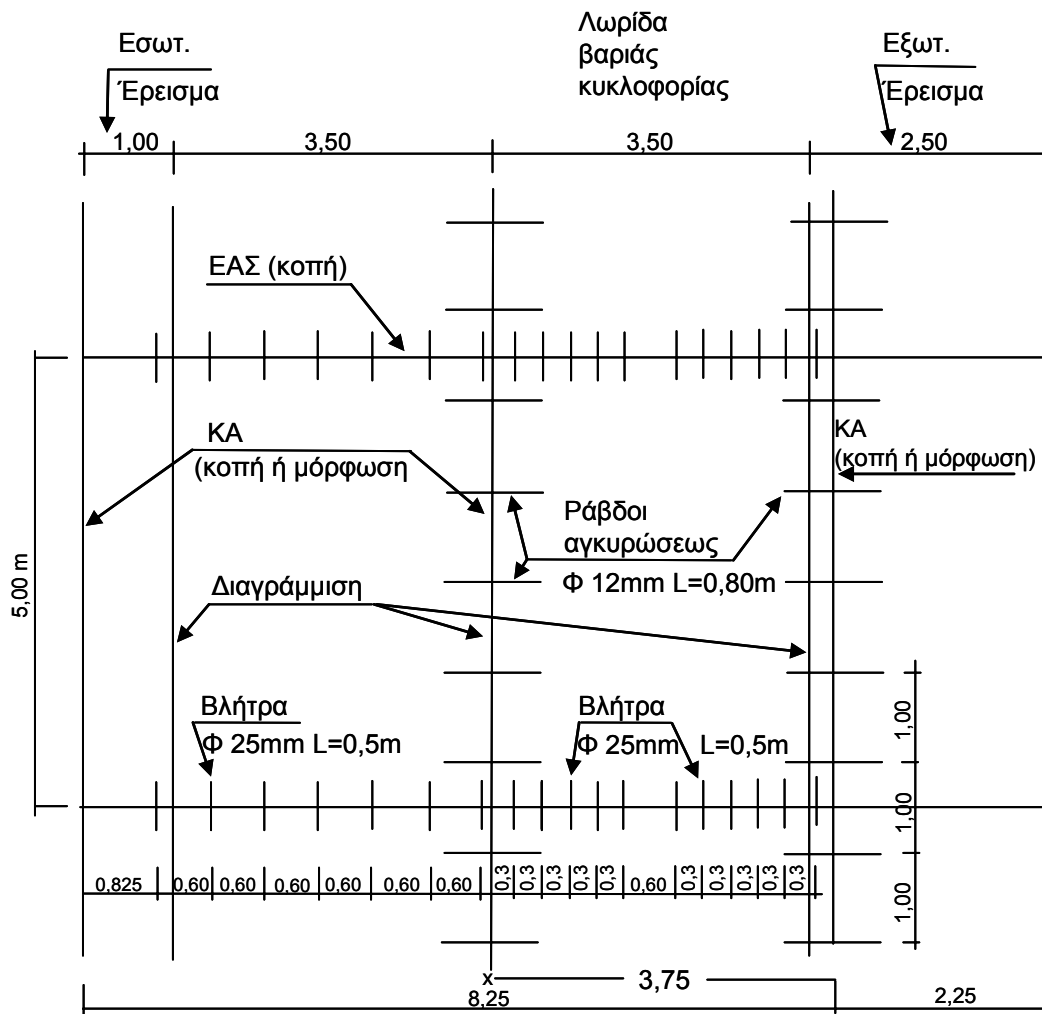 Εσωτ.
Έρεισμα
Λωρίδα
βαριάς
κυκλοφορίας
Εξωτ.
Έρεισμα
1,00
3,50
3,50
2,50
ΕΑΣ (κοπή)
ΚΑ
(κοπή ή μόρφωση
ΚΑ
(κοπή ή μόρφωση)
Ράβδοι
αγκυρώσεως
Φ 12mm L=0,80m
5,00 m
Διαγράμμιση
Βλήτρα
Φ 25mm L=0,5m
Βλήτρα
Φ 25mm L=0,5m
1,00
1,00
1,00
0,825
0,60
0,60
0,60
0,60
0,60
0,60
0,3
0,3
0,3
0,3
0,3
0,60
0,3
0,3
0,3
0,3
0,3
x
3,75
8,25
2,25